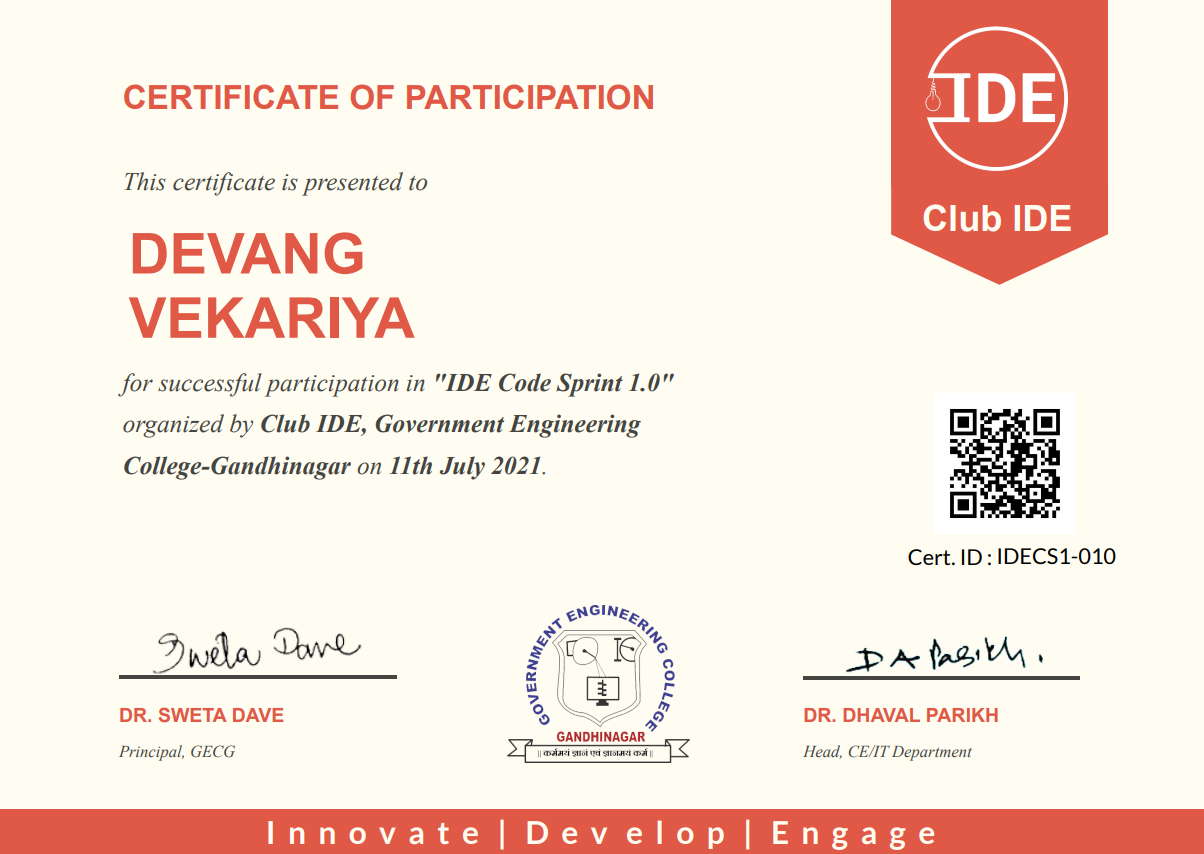 CERTIFICATE OF PARTICIPATION
IDE
Club IDE
This certificate is presented to
DEVANG
VEKARIYA
for successful participation in "IDE Code Sprint 1.0"
organized by Club IDE, Government Engineering
College-Gandhinagar on 11th July 2021.
Cert. ID : IDECS1-010
Sweta Dave
DR. SWETA DAVE
Principal, GECG
GOVERNMENT ENGINEERING COLLEGE
GANDHINAGAR
|| कर्ममयं ज्ञानं एवं ज्ञानमयं कर्म ||
D A Parikh.
DR. DHAVAL PARIKH
Head, CE/IT Department
Innovate | Develop | Engage